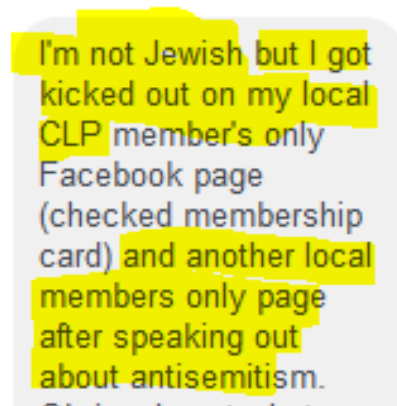 I'm not Jewish but I got
kicked out on my local
CLP member's only
Facebook page
(checked membership
card) and another local
members only page
after speaking out
about antisemitism.